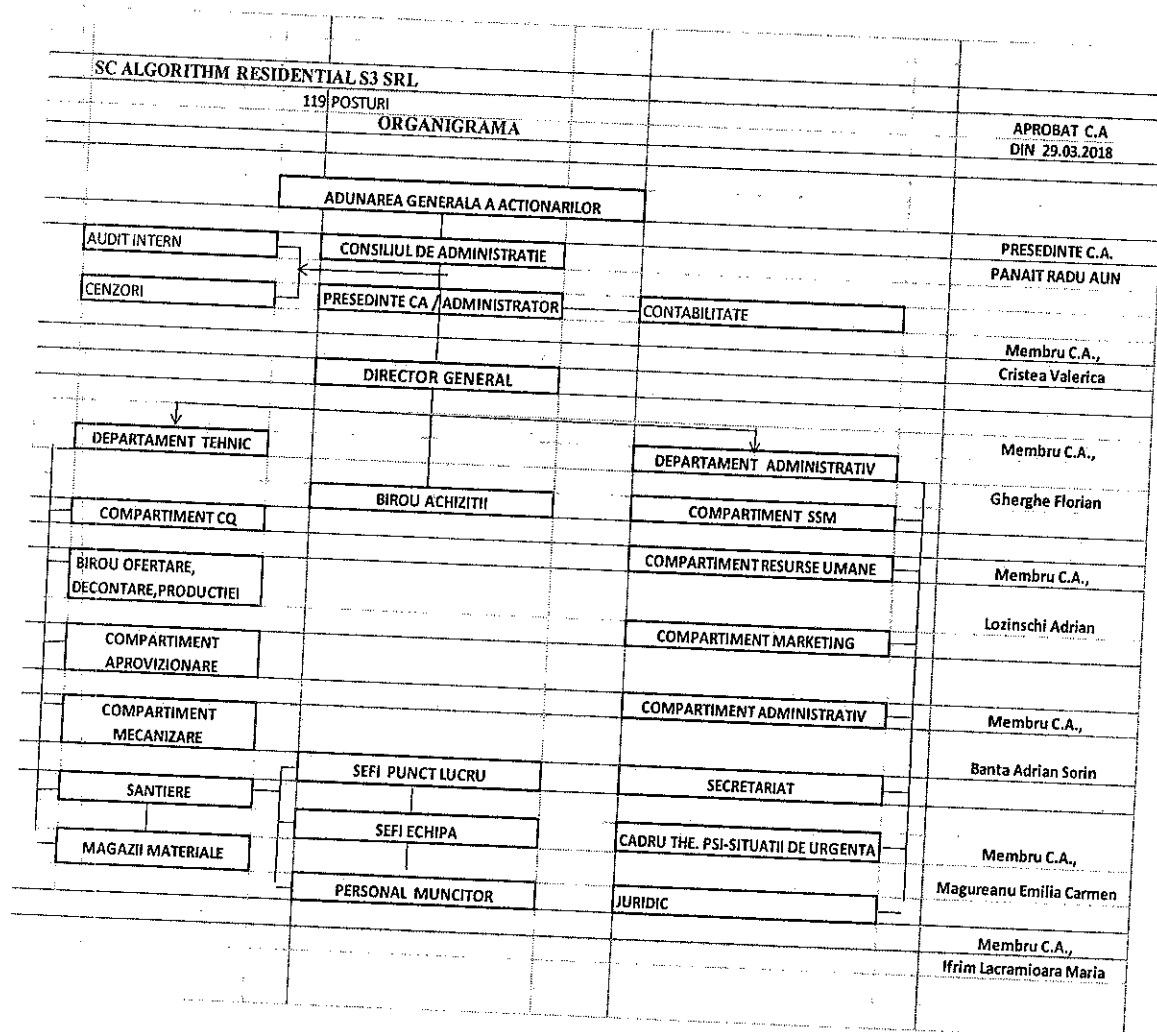 SC ALGORITHM RESIDENTIAL S3 SRL
119 POSTURI
ORGANIGRAMA
APROBAT C.A
DIN 29.03.2018
ADUNAREA GENERALA A ACTIONARILOR
AUDIT INTERN
CONSILIUL DE ADMINISTRATIE
PRESEDINTE C.A.
PANAIT RADU ALIN
CENZORI
PRESEDINTE CA / ADMINISTRATOR
CONTABILITATE
Membru C.A.,
Cristea Valerica
DIRECTOR GENERAL
DEPARTAMENT TEHNIC
DEPARTAMENT ADMINISTRATIV
Membru C.A.,
Gherghe Florian
BIROU ACHIZITII
COMPARTIMENT CQ
COMPARTIMENT SSM
BIROU OFERTARE,
DECONTARE,PRODUCTIEI
COMPARTIMENT RESURSE UMANE
Membru C.A.,
Lozinschi Adrian
COMPARTIMENT
APROVIZIONARE
COMPARTIMENT MARKETING
COMPARTIMENT
MECANIZARE
COMPARTIMENT ADMINISTRATIV
Membru C.A.,
Banta Adrian Sorin
SANTIERE
SEFI PUNCT LUCRU
SECRETARIAT
SEFI ECHIPA
MAGAZII MATERIALE
CADRU THE. PSI-SITUATII DE URGENTA
Membru C.A.,
Magureanu Emilia Carmen
PERSONAL MUNCITOR
JURIDIC
Membru C.A.,
Ifrim Lacramioara Maria